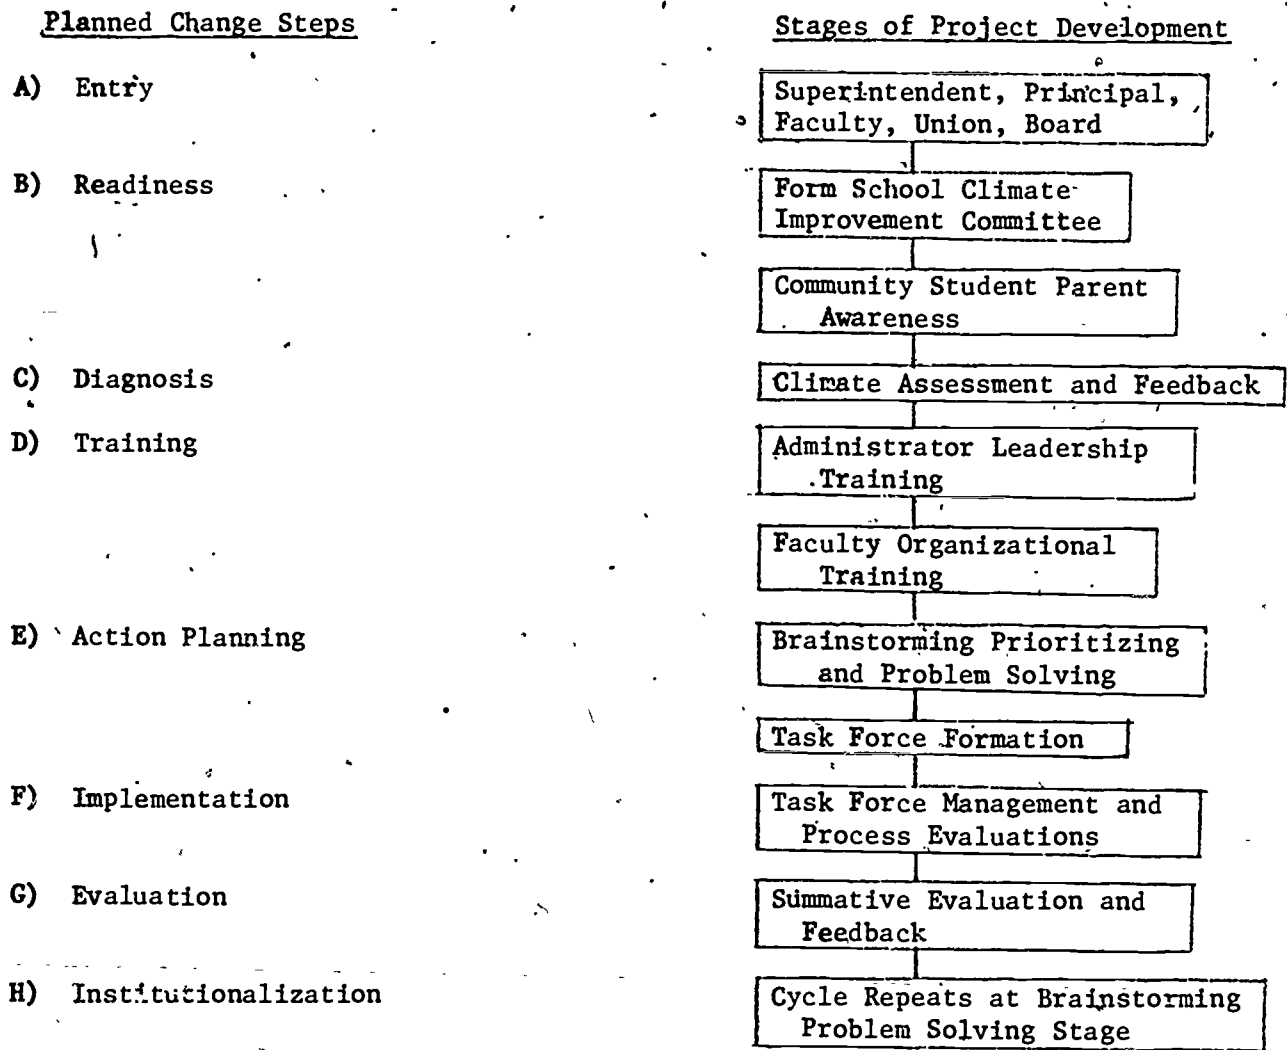 Planned Change Steps
Stages of Project Development
A) Entry
Superintendent, Principal,
Faculty, Union, Board
B) Readiness
Form School Climate
Improvement Committee
Community Student Parent
Awareness
C) Diagnosis
Climate Assessment and Feedback
D) Training
Administrator Leadership
Training
Faculty Organizational
Training
E) Action Planning
Brainstorming Prioritizing
and Problem Solving
Task Force Formation
F) Implementation
Task Force Management and
Process Evaluations
G) Evaluation
Summative Evaluation and
Feedback
H) Institutionalization
Cycle Repeats at Brainstorming
Problem Solving Stage